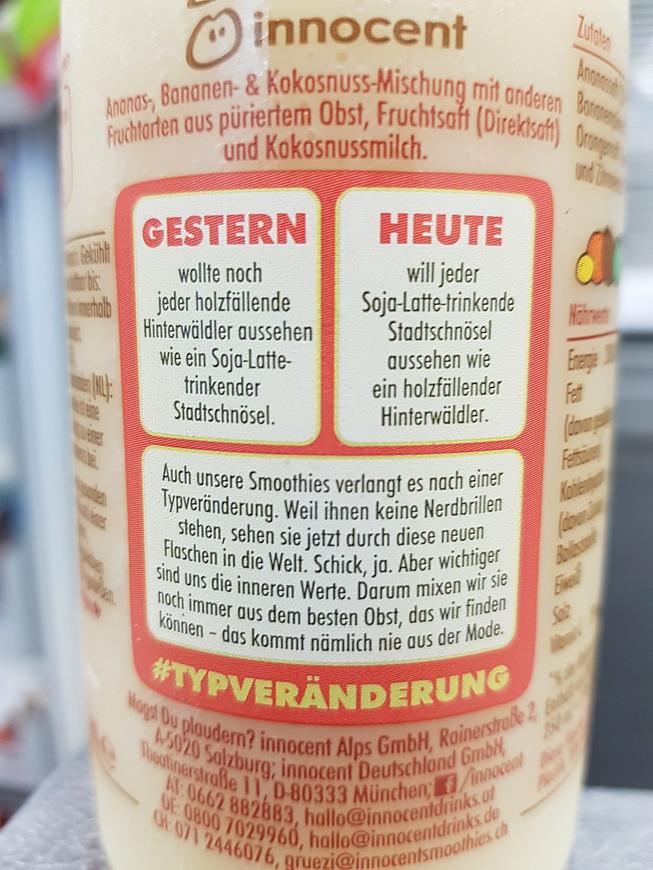 innocent
Ananas-, Bananen- & Kokosnuss-Mischung mit anderen
Fruchtarten aus püriertem Obst, Fruchtsaft (Direktsaft)
und Kokosnussmilch.
GESTERN
wollte noch
jeder holzfällende
Hinterwäldler aussehen
wie ein Soja-Latte-
trinkender
Stadtschnösel.
HEUTE
will jeder
Soja-Latte-trinkende
Stadtschnösel
aussehen wie
ein holzfällender
Hinterwäldler.
Auch unsere Smoothies verlangt es nach einer
Typveränderung. Weil ihnen keine Nerdbrillen
stehen, sehen sie jetzt durch diese neuen
Flaschen in die Welt. Schick, ja. Aber wichtiger
sind uns die inneren Werte. Darum mixen wir sie
noch immer aus dem besten Obst, das wir finden
können – das kommt nämlich nie aus der Mode.
#TYPVERÄNDERUNG
Magst Du plaudern? innocent Alps GmbH, Rainerstraße 2,
A-5020 Salzburg; innocent Deutschland GmbH,
Theatinerstraße 11, D-80333 München; f/innocent
AT: 0662 882883, hallo@innocentdrinks.at
DE: 0800 7029960, hallo@innocentdrinks.de
CH: 071 2446076, gruezi@innocentsmoothies.ch
Zutaten
Nährwerte
Energie
Fett
Eiweiß
Salz